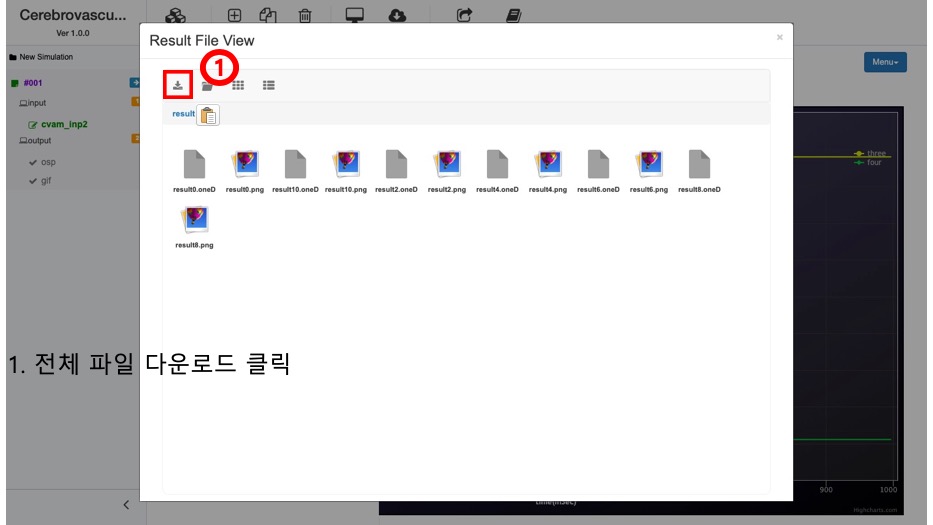 Cerebrovascu...
Ver 1.0.0
New Simulation
#001
input
1
cvam_inp2
output
2
osp
gif
Result File View
×
1
Menu
result
result0.oneD result0.png result10.oneD result10.png result2.oneD result2.png result4.oneD result4.png result6.oneD result6.png result8.oneD
result8.png
three
four
1. 전체 파일 다운로드 클릭
900 1000
time(msec)
Highcharts.com